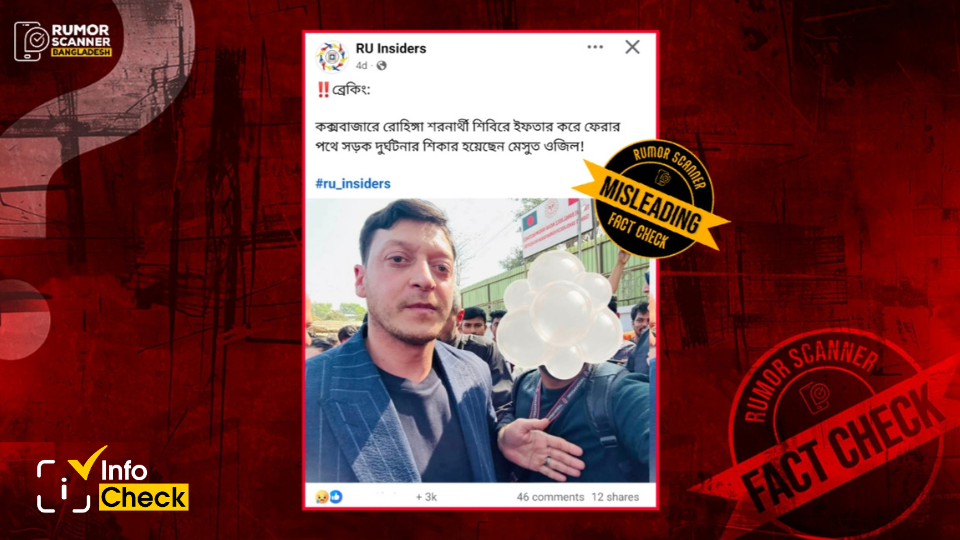 RUMOR
SCANNER
BANGLADESH
RU Insiders
4d
‼️ব্রেকিং:
কক্সবাজারে রোহিঙ্গা শরনার্থী শিবিরে ইফতার করে ফেরার
পথে সড়ক দুর্ঘটনার শিকার হয়েছেন মেসুত ওজিল!
#ru_insiders
RUMOR SCANNER
MISLEADING
FACT CHECK
+ 3k
46 comments 12 shares
RUMOR SCANNER
FACT CHECK
i Info
Check